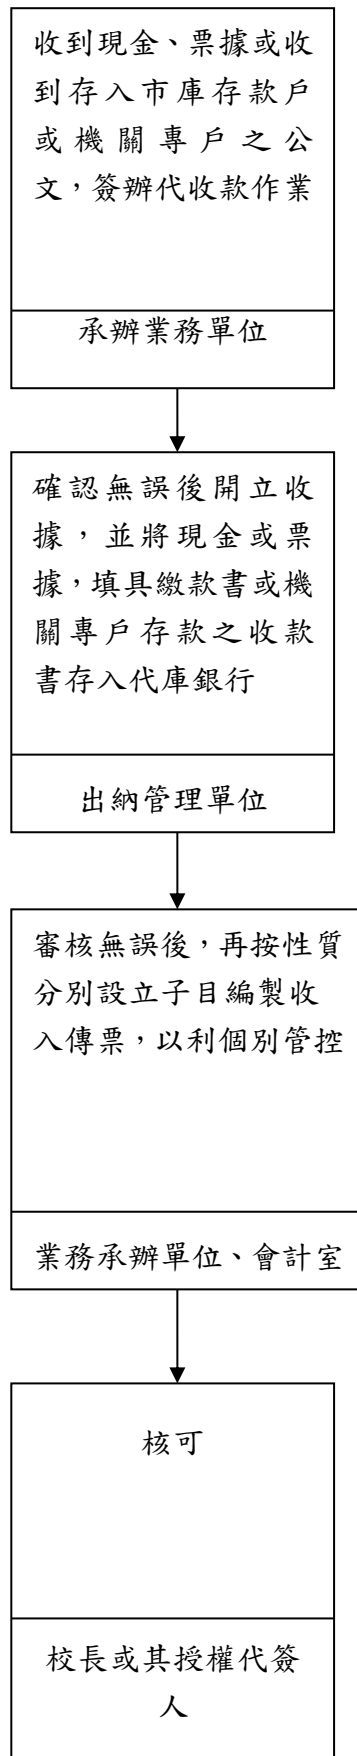 收到現金、票據或收
到存入市庫存款戶
或機關專戶之公
文，簽辦代收款作業
承辦業務單位
確認無誤後開立收
據，並將現金或票
據，填具繳款書或機
關專戶存款之收款
書存入代庫銀行
出納管理單位
審核無誤後，再按性質
分別設立子目編製收
入傳票，以利個別管控
業務承辦單位、會計室
核可
校長或其授權代簽
人